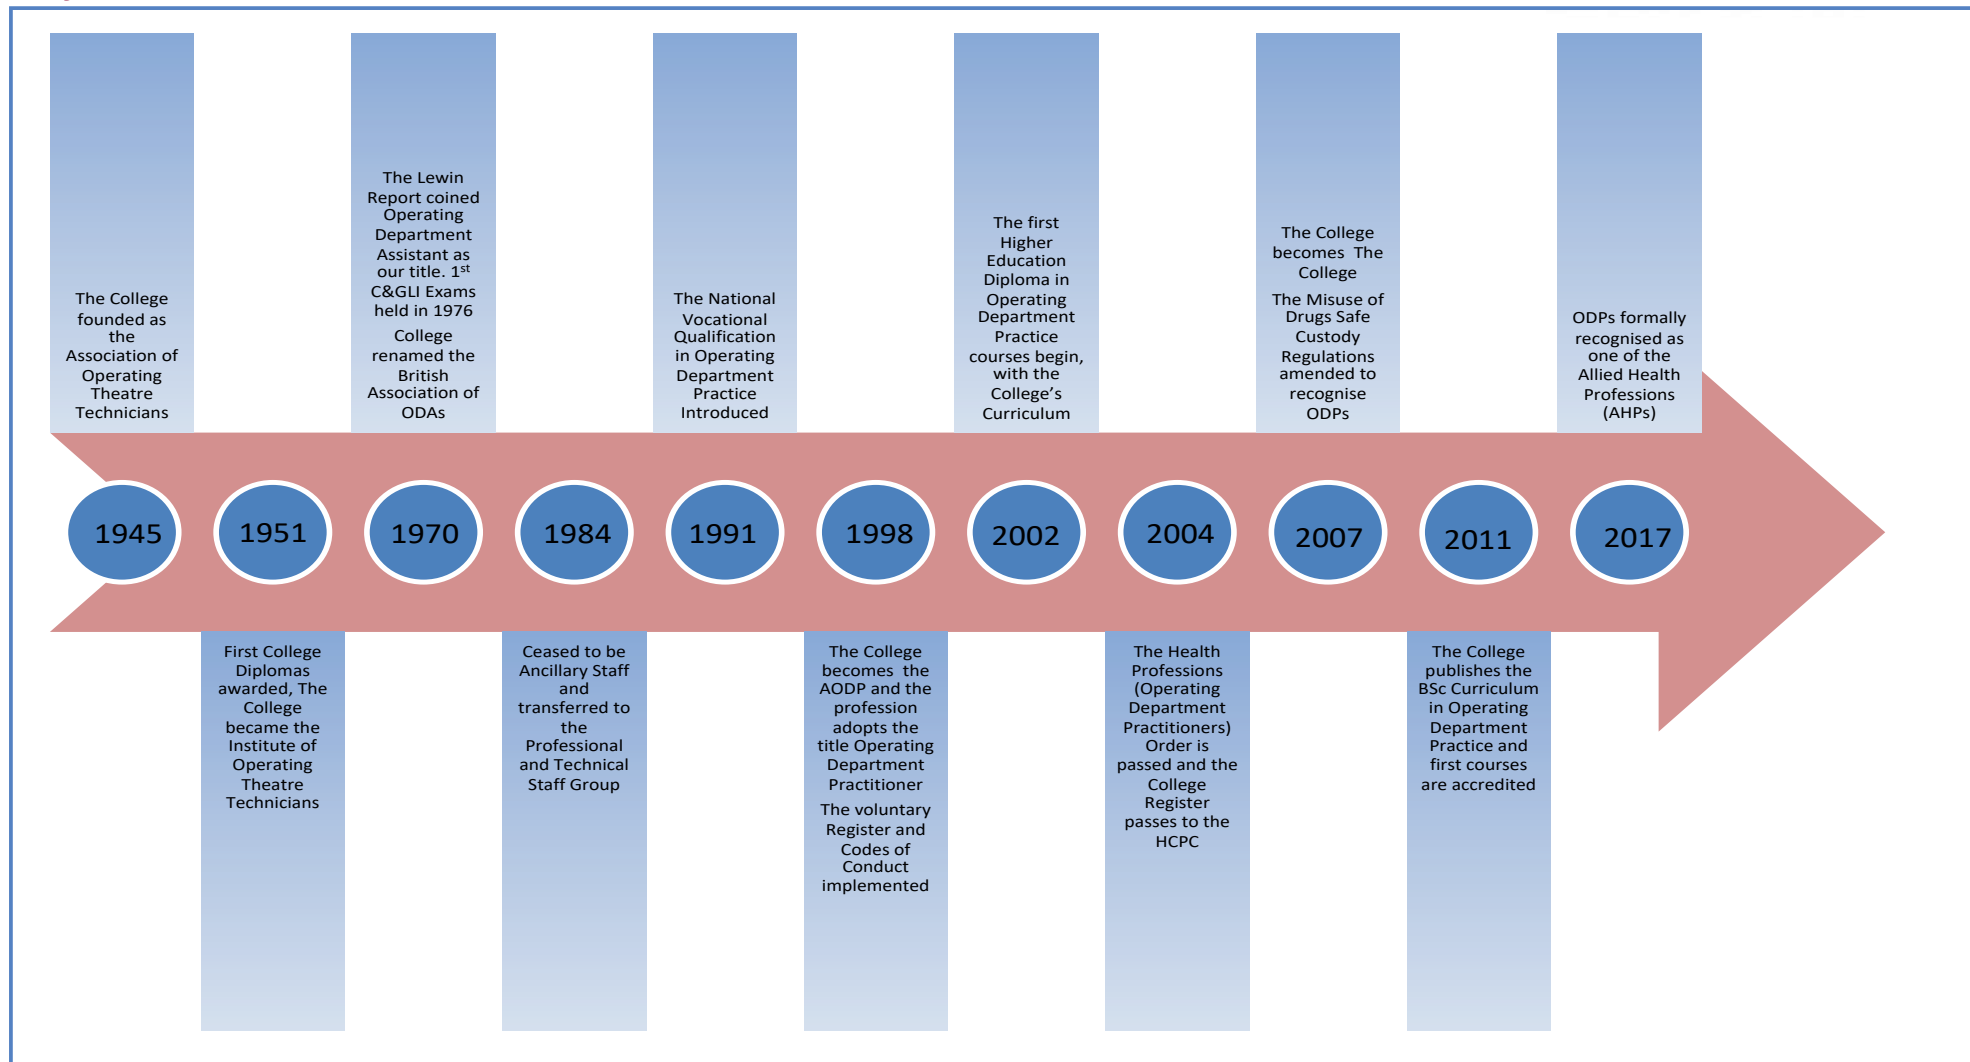 The College
founded as
the
Association of
Operating
Theatre
Technicians
The Lewin
Report coined
Operating
Department
Assistant as
our title. 1st
C&GLI Exams
held in 1976
College
renamed the
British
Association of
ODAs
The National
Vocational
Qualification
in Operating
Department
Practice
Introduced
The first
Higher
Education
Diploma in
Operating
Department
Practice
courses begin,
with the
College’s
Curriculum
The College
becomes  The
College
The Misuse of
Drugs Safe
Custody
Regulations
amended to
recognise
ODPs
ODPs formally
recognised as
one of the
Allied Health
Professions
(AHPs)
1945
1951
1970
1984
1991
1998
2002
2004
2007
2011
2017
First College
Diplomas
awarded, The
College
became the
Institute of
Operating
Theatre
Technicians
Ceased to be
Ancillary Staff
and
transferred to
the
Professional
and Technical
Staff Group
The College
becomes  the
AODP and the
profession
adopts the
title Operating
Department
Practitioner
The voluntary
Register and
Codes of
Conduct
implemented
The Health
Professions
(Operating
Department
Practitioners)
Order is
passed and the
College
Register
passes to the
HCPC
The College
publishes the
BSc Curriculum
in Operating
Department
Practice and
first courses
are accredited